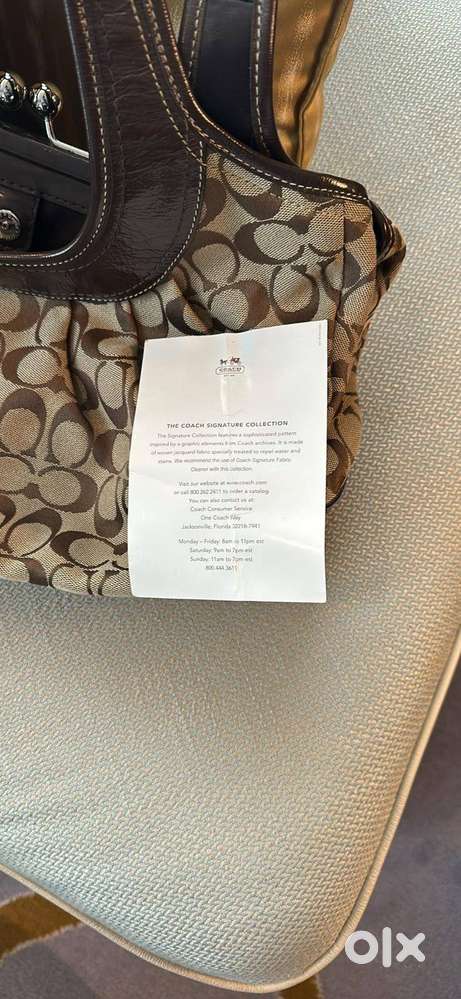 COACH
THE COACH SIGNATURE COLLECTION
The Signature Collection features a sophisticated pattern
inspired by a graphic elements from Coach archives. It is made
of woven jacquard fabric specially treated to repel water and
stains. We recommend the use of Coach Signature Fabric
Cleaner with this collection.
Visit our website at www.coach.com
or call 800.262.2411 to order a catalog.
You can also contact us at:
Coach Consumer Service
One Coach Way
Jacksonville, Florida 32218-7441
Monday – Friday: 8am to 11pm est
Saturday: 9am to 7pm est
Sunday: 11am to 7pm est
800.444.3611
olx